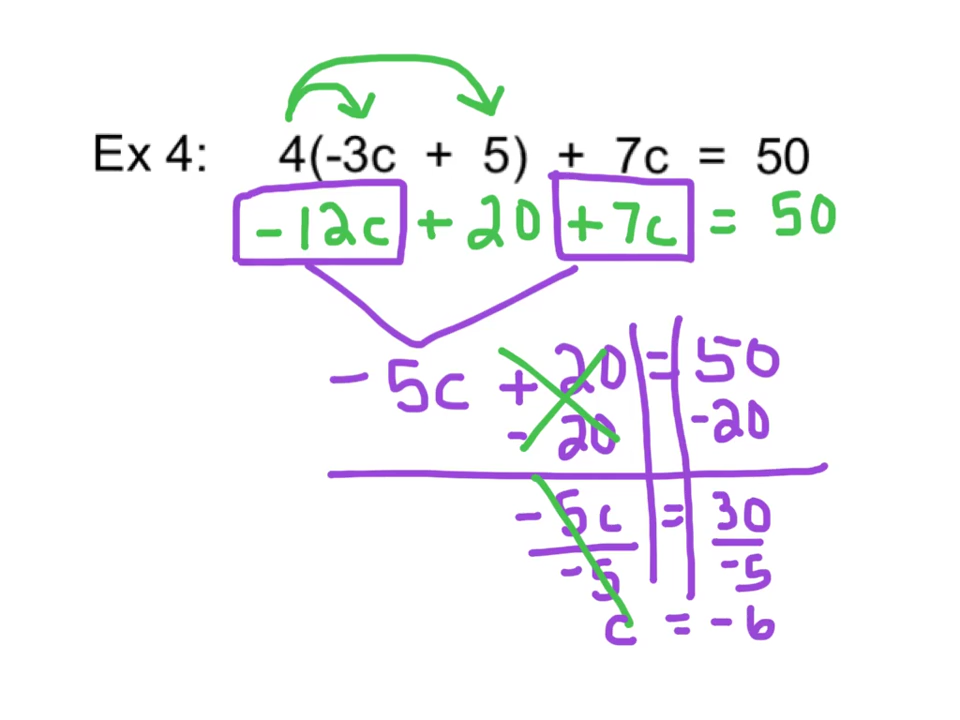 Ex 4: 4(-3c + 5) + 7c = 50
-12c + 20 + 7c = 50
-5c + 20 = 50
- 20 -20
-5c = 30
-5 -5
c = -6